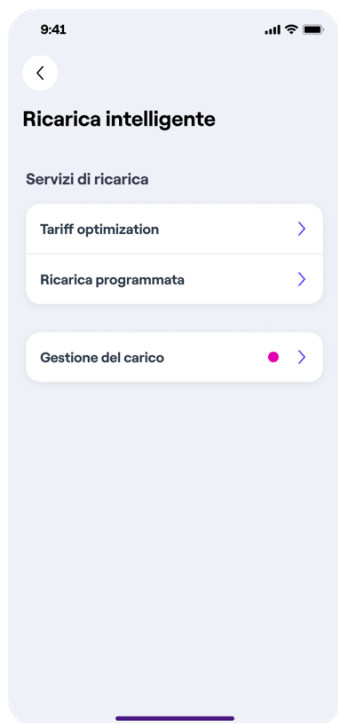 9:41
Ricarica intelligente
Servizi di ricarica
Tariff optimization
Ricarica programmata
Gestione del carico